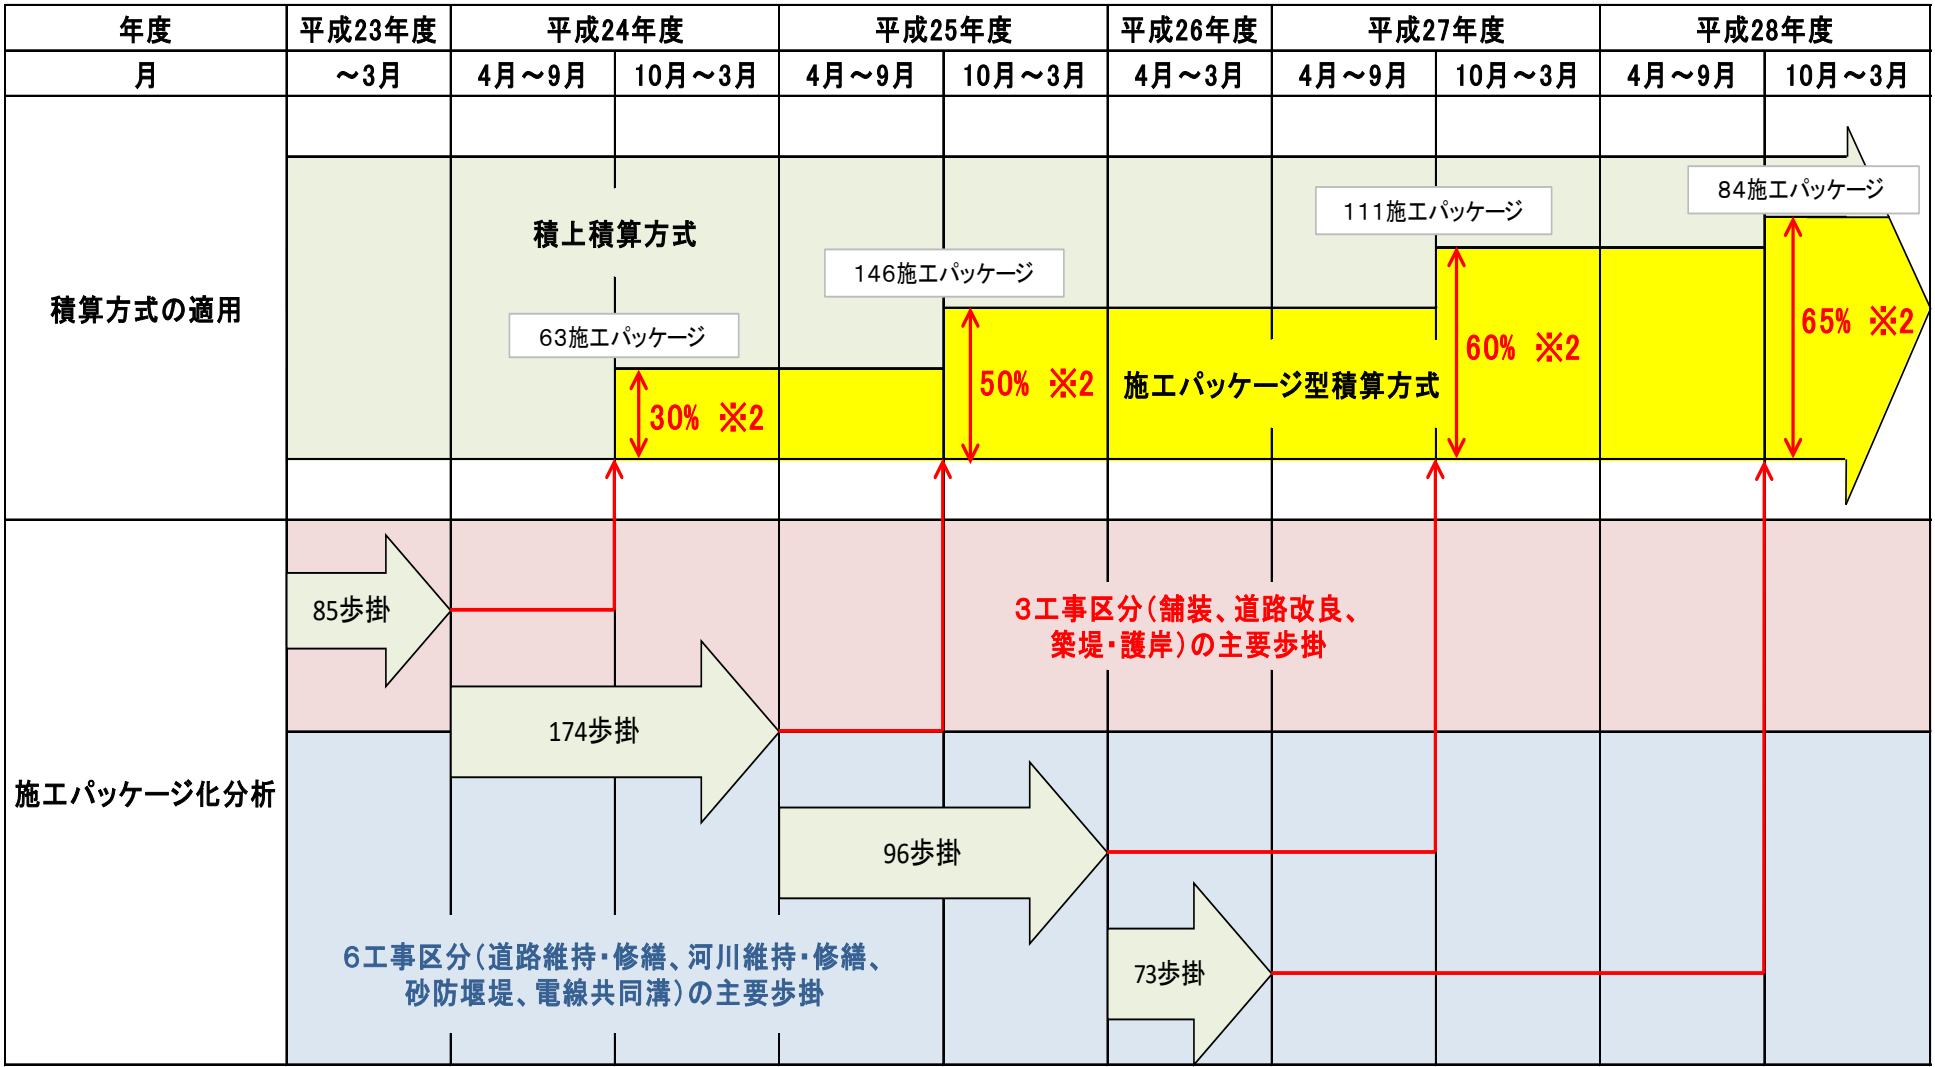 年度 平成23年度 平成24年度 平成25年度 平成26年度 平成27年度 平成28年度
月 ～3月 4月～9月 10月～3月 4月～9月 10月～3月 4月～3月 4月～9月 10月～3月 4月～9月 10月～3月
積算方式の適用
積上積算方式
63施工パッケージ
146施工パッケージ
111施工パッケージ
84施工パッケージ
30% ※2
50% ※2
施工パッケージ型積算方式
60% ※2
65% ※2
施工パッケージ化分析
85歩掛
174歩掛
96歩掛
73歩掛
３工事区分（舗装、道路改良、
築堤・護岸）の主要歩掛
６工事区分（道路維持・修繕、河川維持・修繕、
砂防堰堤、電線共同溝）の主要歩掛